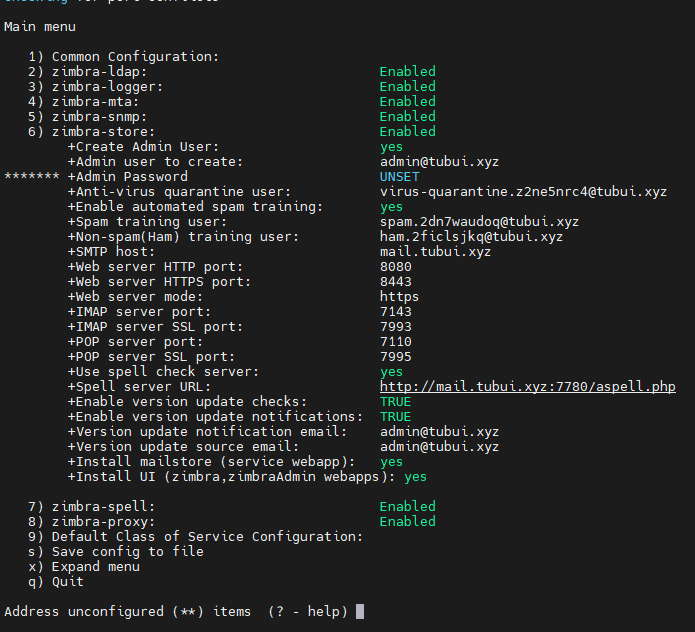 Main menu
1) Common Configuration:
2) zimbra-ldap: Enabled
3) zimbra-logger: Enabled
4) zimbra-mta: Enabled
5) zimbra-snmp: Enabled
6) zimbra-store: Enabled
+Create Admin User: yes
+Admin user to create: admin@tubui.xyz
******* +Admin Password UNSET
+Anti-virus quarantine user: virus-quarantine.z2ne5nrc4@tubui.xyz
+Enable automated spam training: yes
+Spam training user: spam.2dn7waudoq@tubui.xyz
+Non-spam(Ham) training user: ham.2ficlsjkq@tubui.xyz
+SMTP host: mail.tubui.xyz
+Web server HTTP port: 8080
+Web server HTTPS port: 8443
+Web server mode: https
+IMAP server port: 7143
+IMAP server SSL port: 7993
+POP server port: 7110
+POP server SSL port: 7995
+Use spell check server: yes
+Spell server URL: http://mail.tubui.xyz:7780/aspell.php
+Enable version update checks: TRUE
+Enable version update notifications: TRUE
+Version update notification email: admin@tubui.xyz
+Version update source email: admin@tubui.xyz
+Install mailstore (service webapp): yes
+Install UI (zimbra,zimbraAdmin webapps): yes
7) zimbra-spell: Enabled
8) zimbra-proxy: Enabled
9) Default Class of Service Configuration:
s) Save config to file
x) Expand menu
q) Quit
Address unconfigured (**) items (? - help)